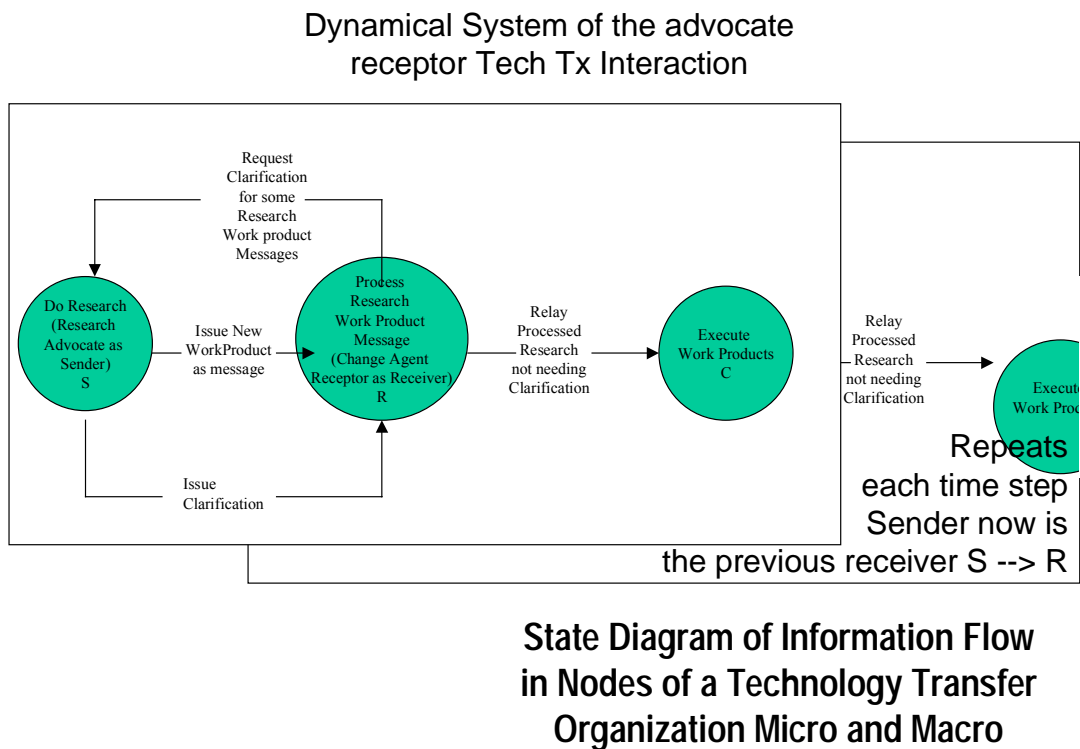 Dynamical System of the advocate
receptor Tech Tx Interaction
Request
Clarification
for some
Research
Work product
Messages
Do Research
(Research
Advocate as
Sender)
S
Issue New
WorkProduct
as message
Process
Research
Work Product
Message
(Change Agent
Receptor as Receiver)
R
Relay
Processed
Research
not needing
Clarification
Execute
Work Products
C
Relay
Processed
Research
not needing
Clarification
Execute
Work Produ
Issue
Clarification
Repeats
each time step
Sender now is
the previous receiver S --> R
State Diagram of Information Flow
in Nodes of a Technology Transfer
Organization Micro and Macro